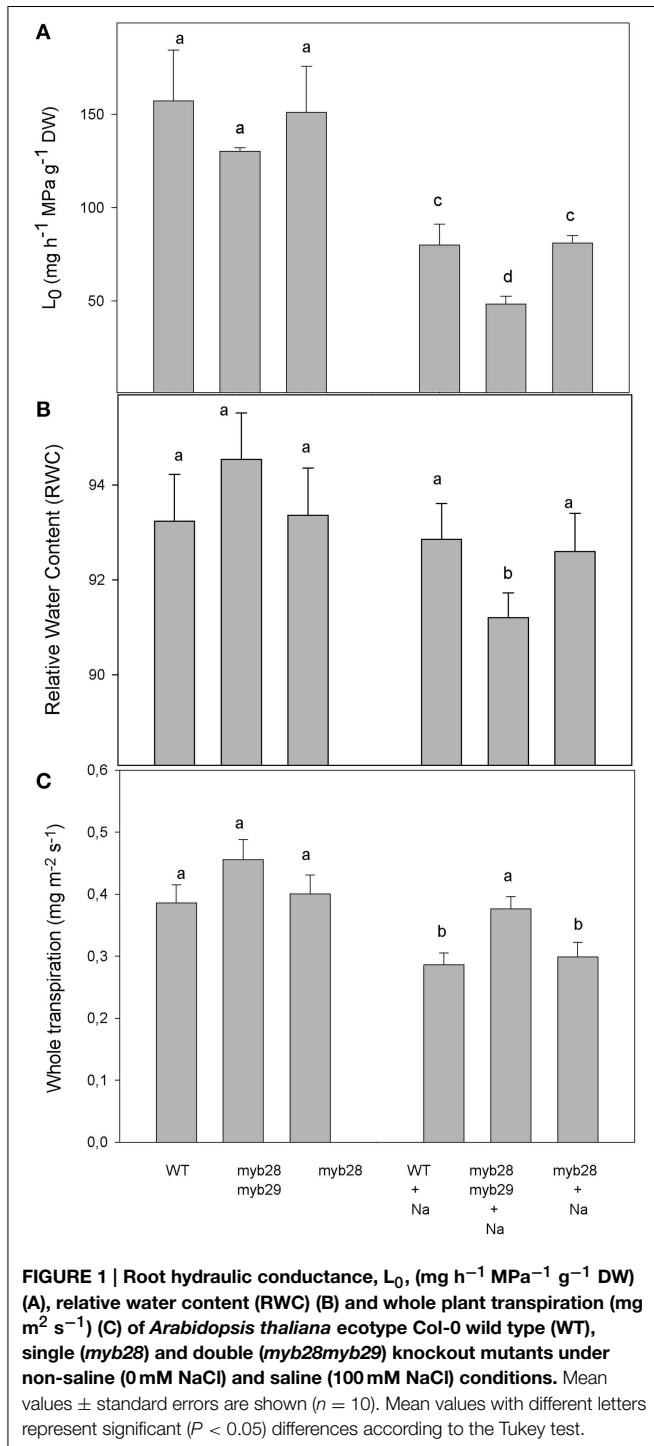 A
a
a
a
150
c
c
100
d
50
L₀ (mg h⁻¹ MPa g⁻¹ DW)
B
a
a
a
a
a
94
b
92
90
Relative Water Content (RWC)
0,6
C
0,5
a
a
a
a
0,4
b
b
0,3
0,2
0,1
0,0
Whole transpiration (mg m⁻² s⁻¹)
WT
myb28
myb29
myb28
WT
+
Na
myb28
myb29
+
Na
myb28
+
Na
FIGURE 1 | Root hydraulic conductance, L₀, (mg h⁻¹ MPa⁻¹ g⁻¹ DW)
(A), relative water content (RWC) (B) and whole plant transpiration (mg
m² s⁻¹) (C) of Arabidopsis thaliana ecotype Col-0 wild type (WT),
single (myb28) and double (myb28myb29) knockout mutants under
non-saline (0 mM NaCl) and saline (100 mM NaCl) conditions. Mean
values ± standard errors are shown (n = 10). Mean values with different letters
represent significant (P < 0.05) differences according to the Tukey test.